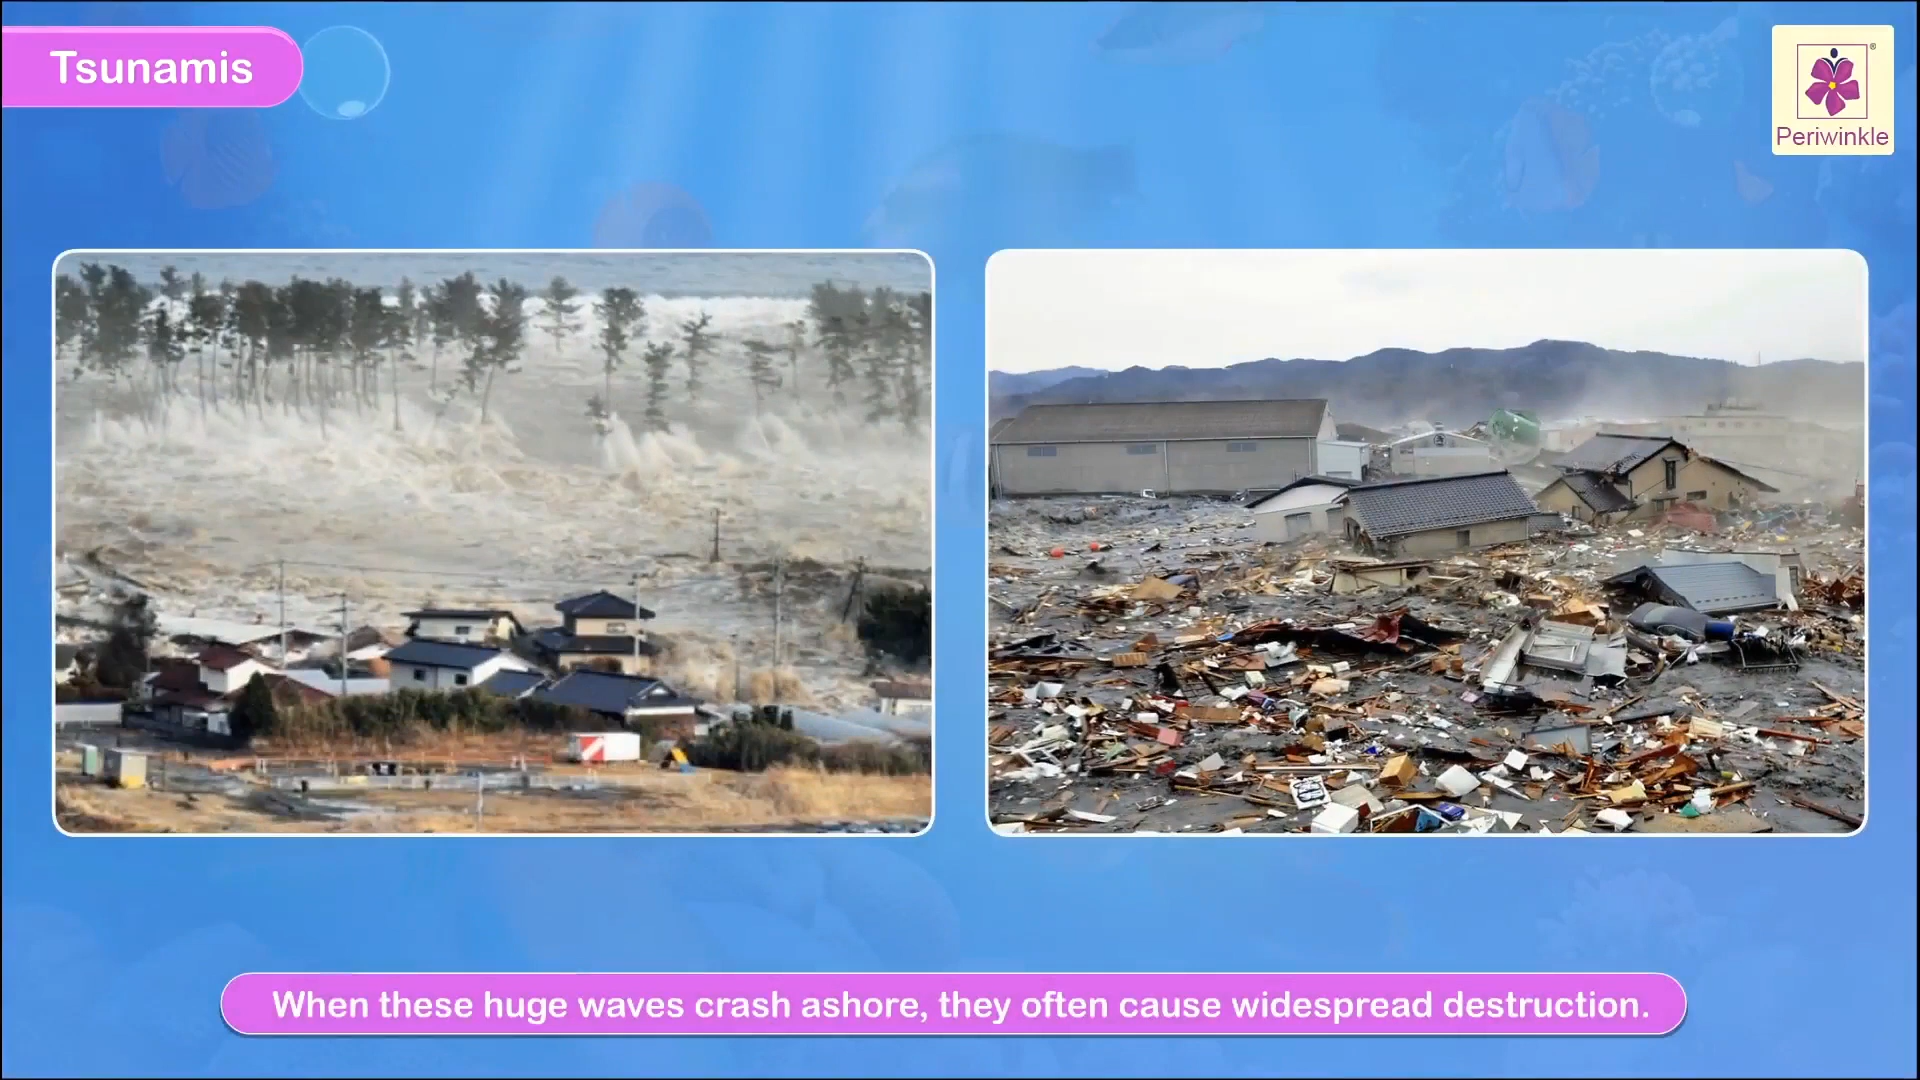 Tsunamis
®
Periwinkle
When these huge waves crash ashore, they often cause widespread destruction.